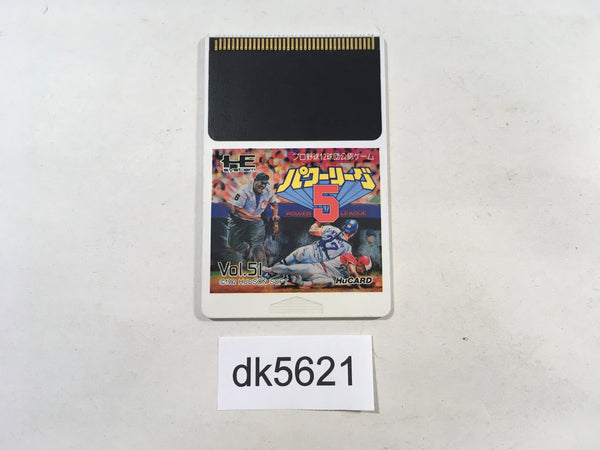 HE system
プロ野球12球団公認ゲーム
パワーリーグ
5
POWER LEAGUE
Vol.51
©1992 HUDSON SOFT
HuCARD
dk5621